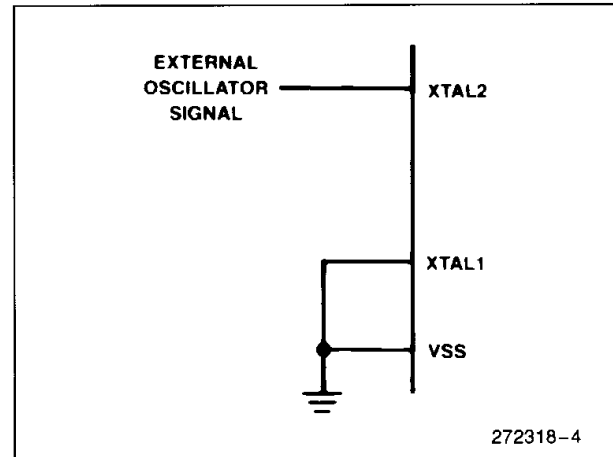 EXTERNAL
OSCILLATOR
SIGNAL
XTAL2
XTAL1
VSS
272318-4